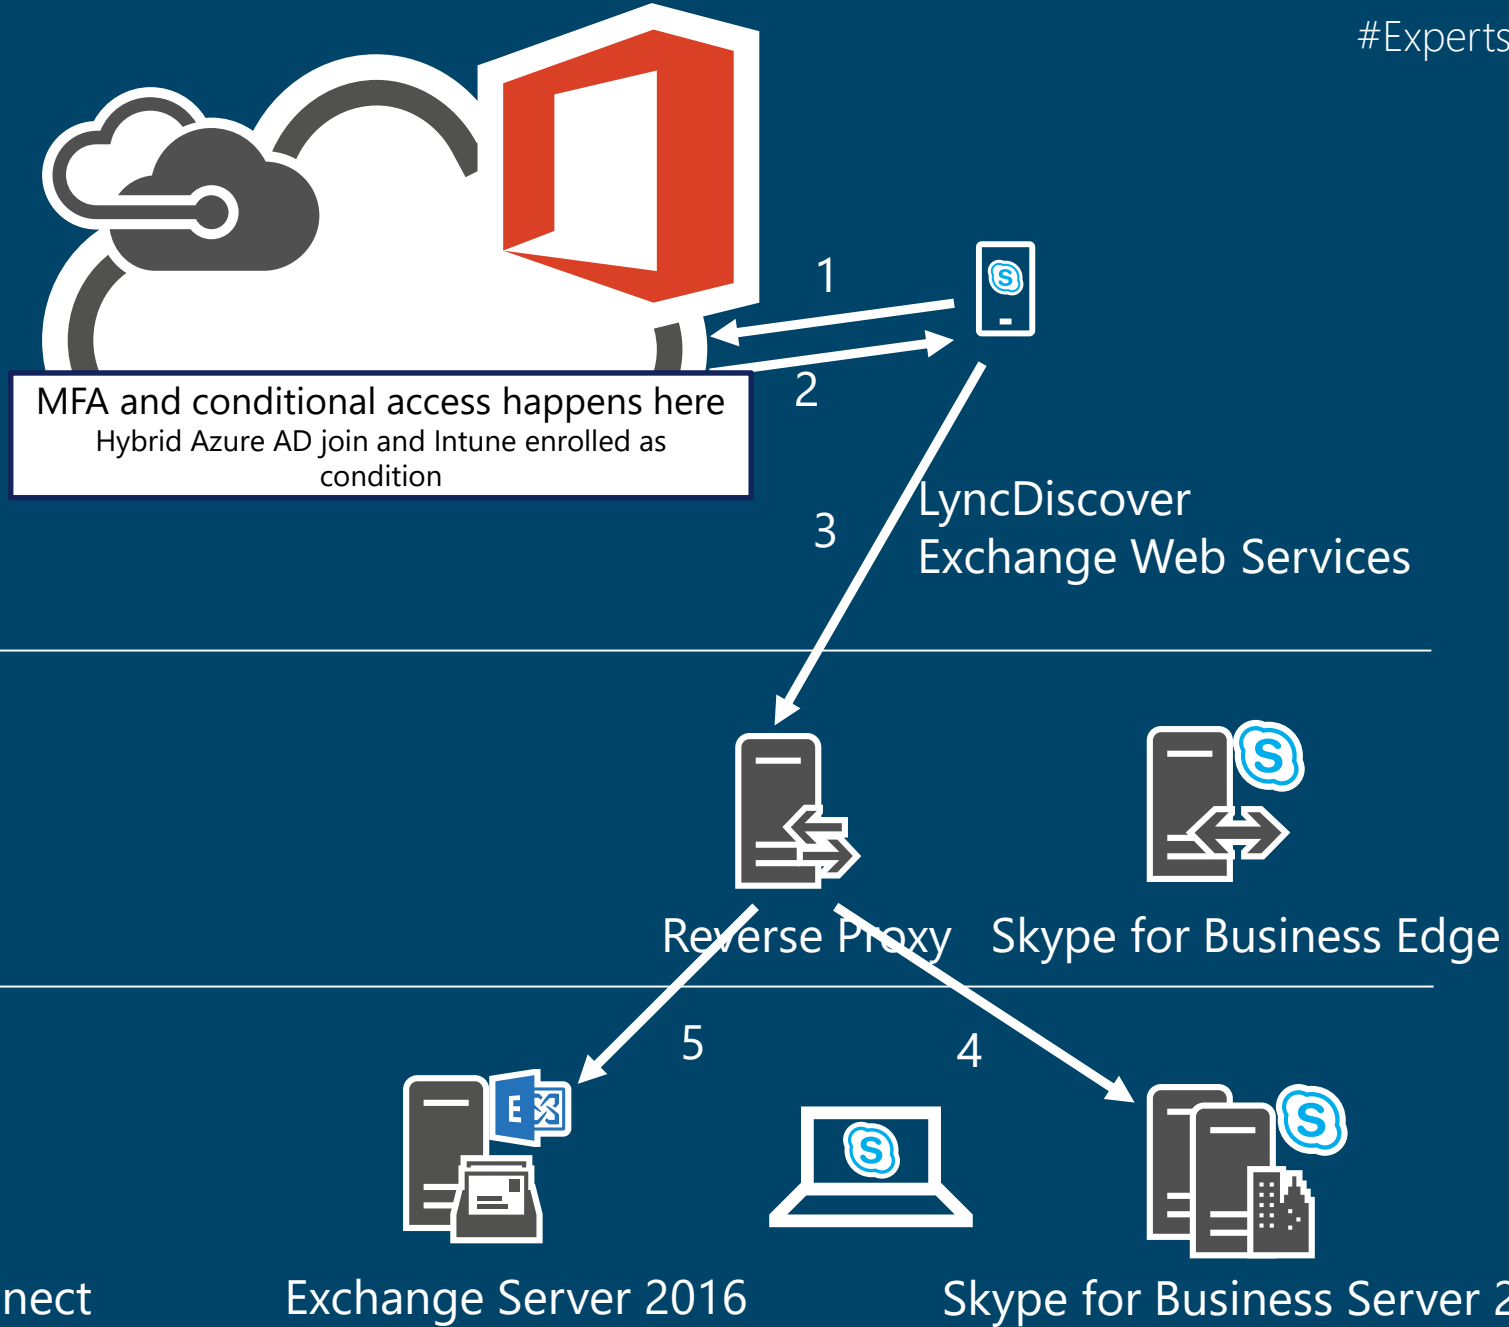 #Experts
1
2
MFA and conditional access happens here
Hybrid Azure AD join and Intune enrolled as
condition
LyncDiscover
3
Exchange Web Services
Reverse Proxy
Skype for Business Edge
5
4
E
nect
Exchange Server 2016
Skype for Business Server 2